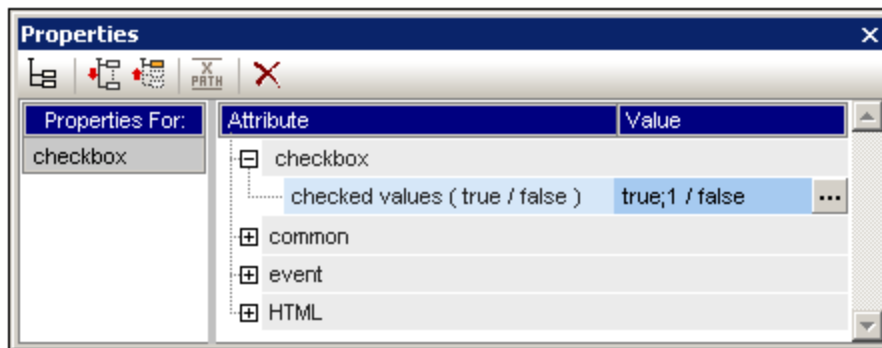 Properties
X
PATH
Properties For:
Attribute
Value
checkbox
checkbox
checked values ( true / false )
true;1 / false
...
common
event
HTML